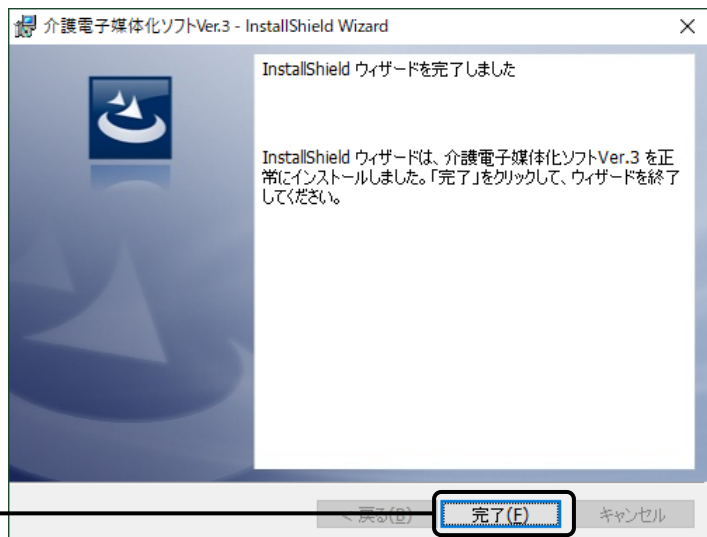 介護電子媒体化ソフトVer.3 - InstallShield Wizard
InstallShield ウィザードを完了しました
InstallShield ウィザードは、介護電子媒体化ソフトVer.3 を正
常にインストールしました。「完了」をクリックして、ウィザードを終了
してください。
< 戻る(B)
完了(F)
キャンセル